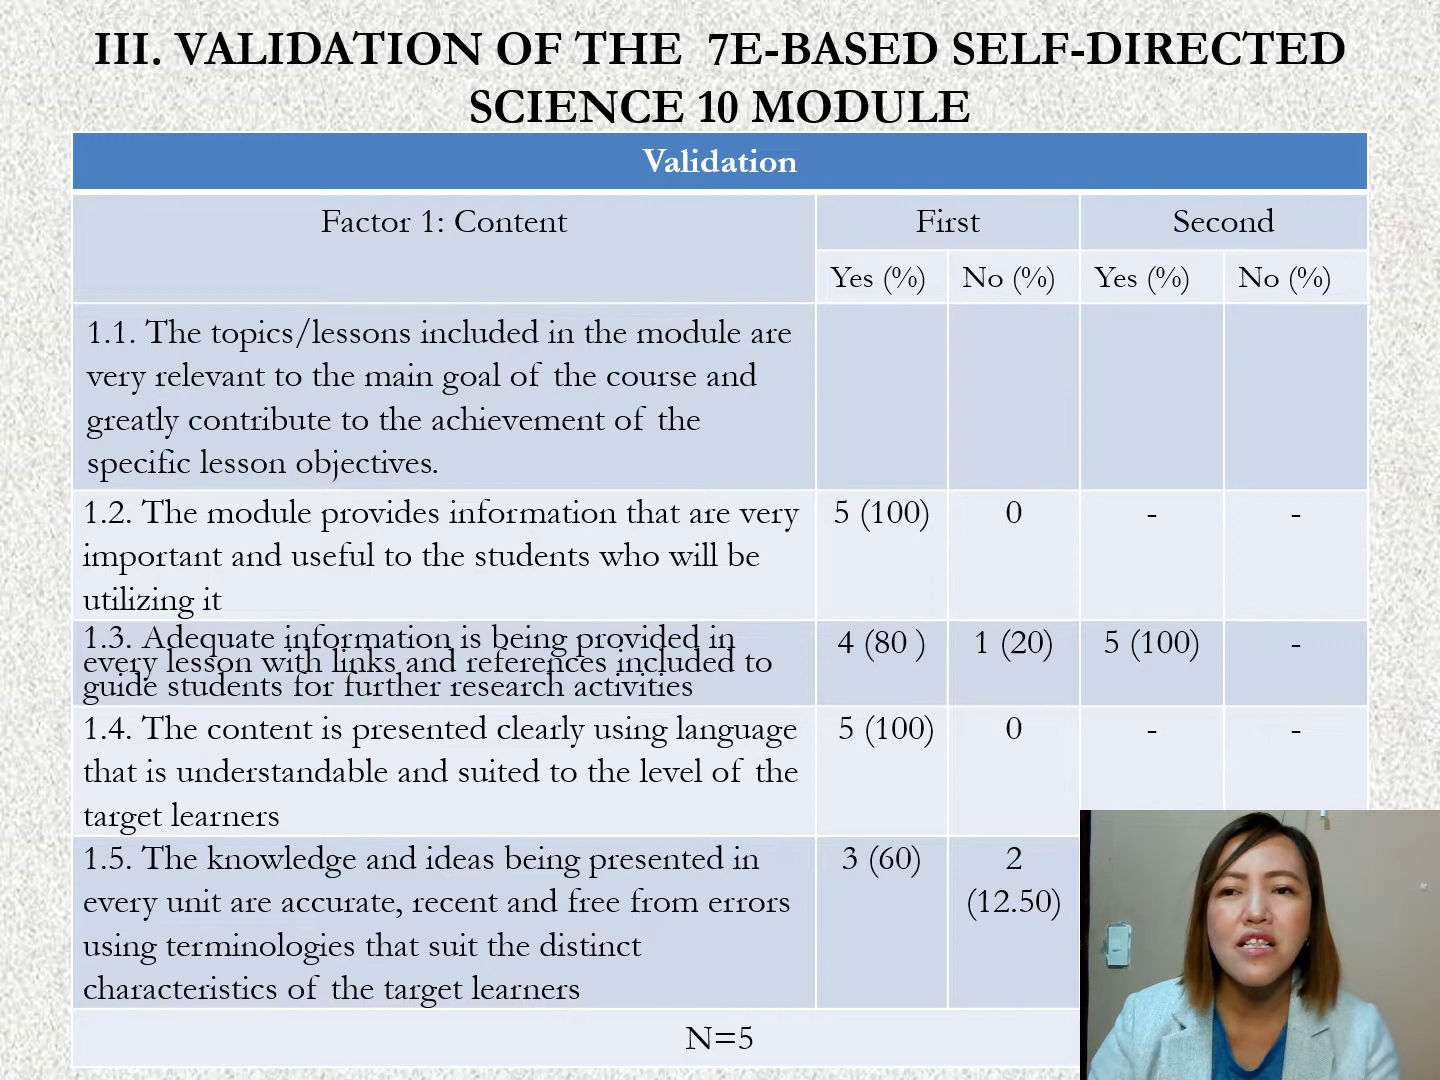 III. VALIDATION OF THE 7E-BASED SELF-DIRECTED
SCIENCE 10 MODULE
Validation
Factor 1: Content First Second
Yes (%) No (%) Yes (%) No (%)
1.1. The topics/lessons included in the module are
very relevant to the main goal of the course and
greatly contribute to the achievement of the
specific lesson objectives.
1.2. The module provides information that are very 5 (100) 0 - -
important and useful to the students who will be
utilizing it
1.3. Adequate information is being provided in 4 (80 ) 1 (20) 5 (100) -
every lesson with links and references included to
guide students for further research activities
1.4. The content is presented clearly using language 5 (100) 0 - -
that is understandable and suited to the level of the
target learners
1.5. The knowledge and ideas being presented in 3 (60) 2
every unit are accurate, recent and free from errors (12.50)
using terminologies that suit the distinct
characteristics of the target learners
N=5